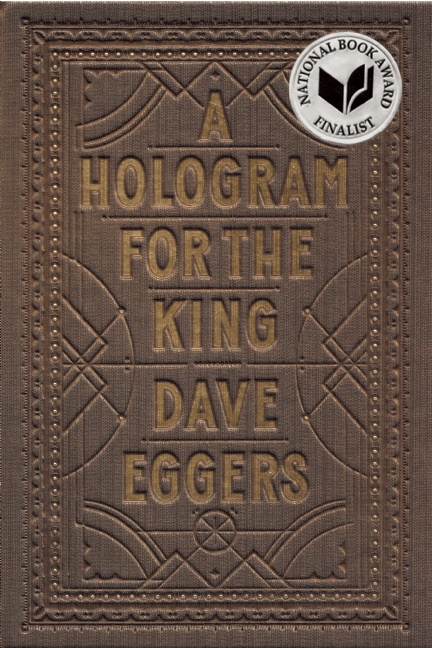 NATIONAL BOOK AWARD
FINALIST
A
HOLOGRAM
FOR THE
KING
DAVE
EGGERS